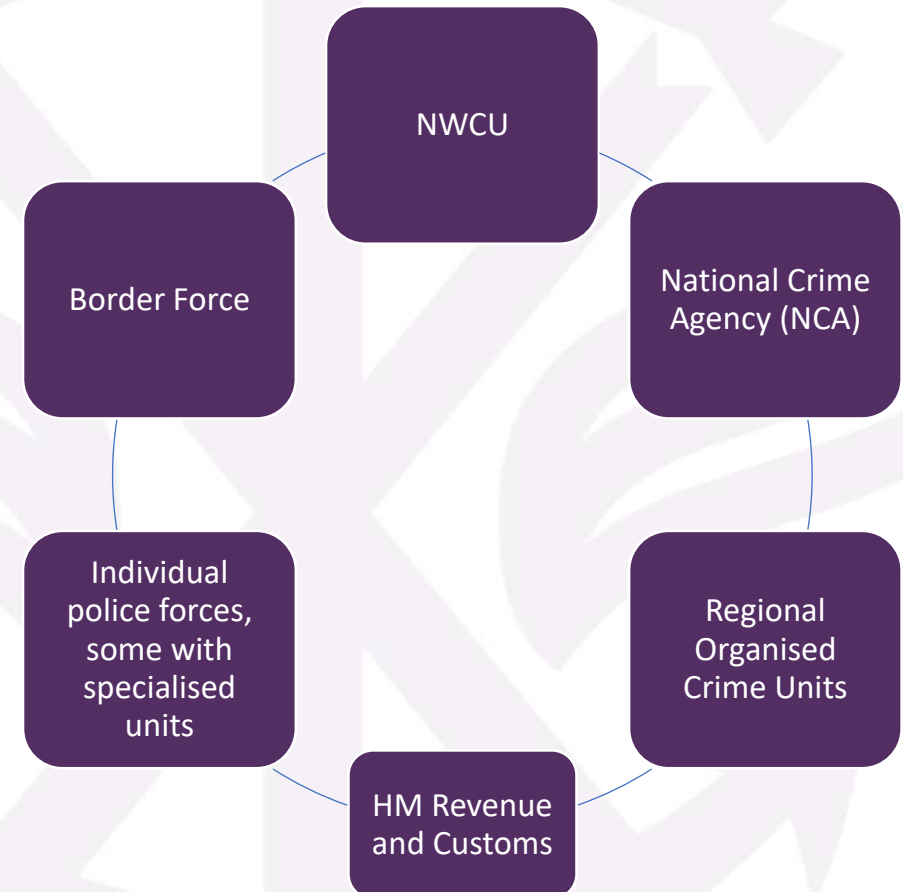 NWCU
National Crime
Agency (NCA)
Regional
Organised
Crime Units
HM Revenue
and Customs
Individual
police forces,
some with
specialised
units
Border Force